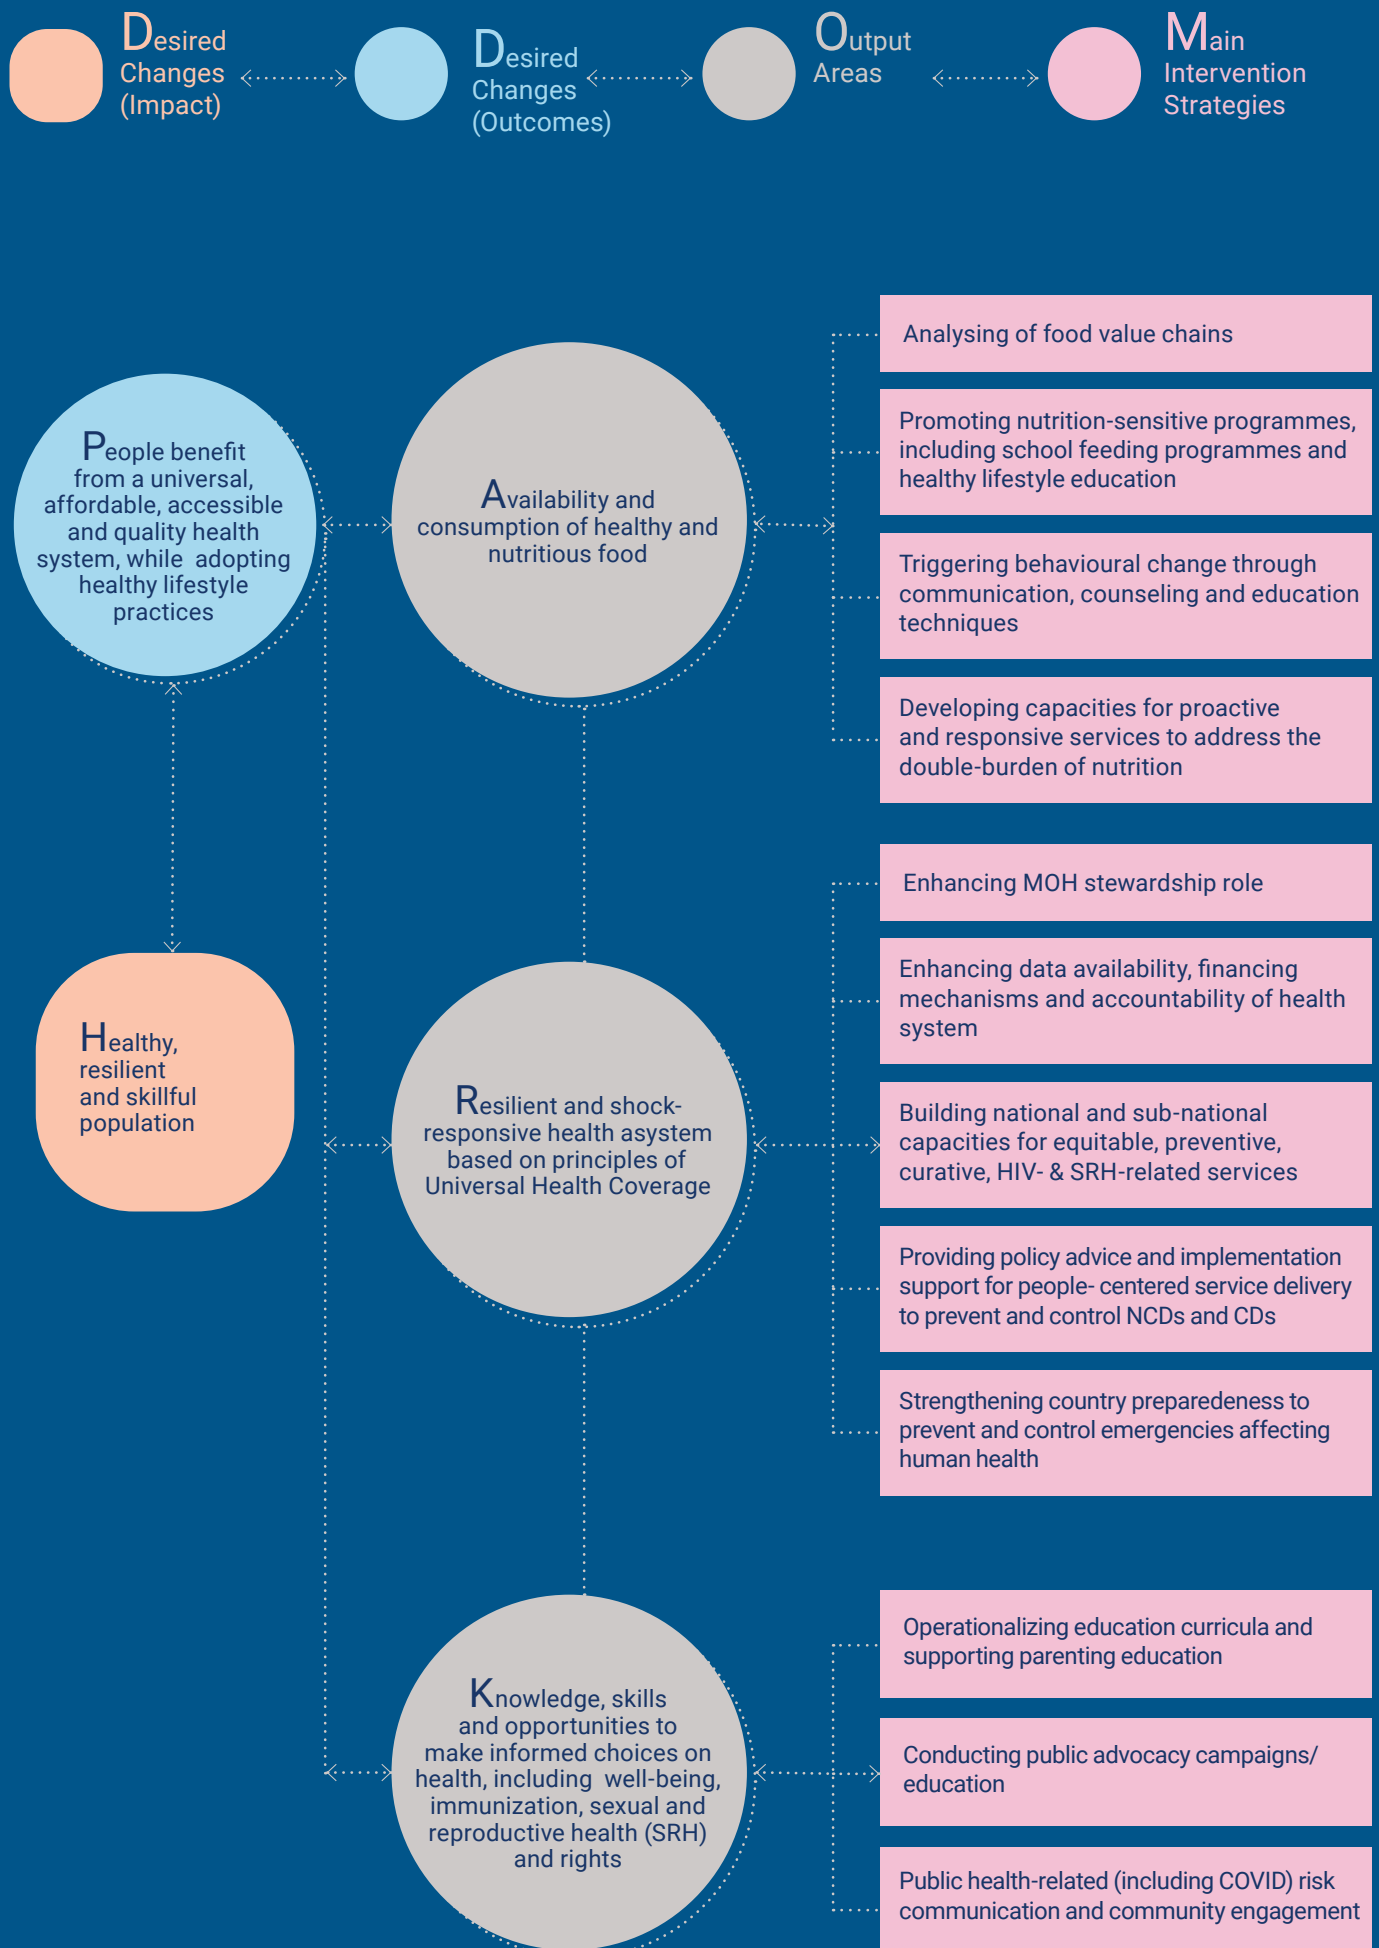 Desired
Changes
(Impact)
Desired
Changes
(Outcomes)
Output
Areas
Main
Intervention
Strategies
People benefit
from a universal,
affordable, accessible
and quality health
system, while adopting
healthy lifestyle
practices
Healthy,
resilient
and skillful
population
Availability and
consumption of healthy and
nutritious food
Analysing of food value chains
Promoting nutrition-sensitive programmes,
including school feeding programmes and
healthy lifestyle education
Triggering behavioural change through
communication, counseling and education
techniques
Developing capacities for proactive
and responsive services to address the
double-burden of nutrition
Resilient and shock-
responsive health asystem
based on principles of
Universal Health Coverage
Enhancing MOH stewardship role
Enhancing data availability, financing
mechanisms and accountability of health
system
Building national and sub-national
capacities for equitable, preventive,
curative, HIV- & SRH-related services
Providing policy advice and implementation
support for people- centered service delivery
to prevent and control NCDs and CDs
Strengthening country preparedeness to
prevent and control emergencies affecting
human health
Knowledge, skills
and opportunities to
make informed choices on
health, including well-being,
immunization, sexual and
reproductive health (SRH)
and rights
Operationalizing education curricula and
supporting parenting education
Conducting public advocacy campaigns/
education
Public health-related (including COVID) risk
communication and community engagement